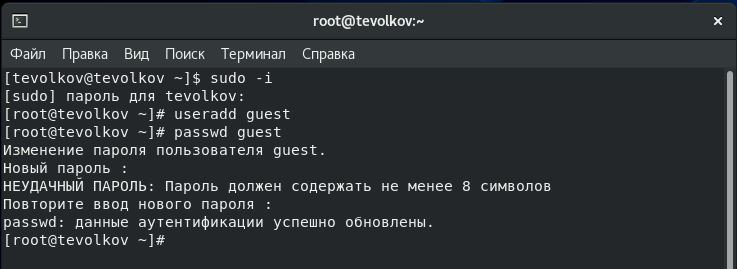 root@tevolkov:~
Файл Правка Вид Поиск Терминал Справка
[tevolkov@tevolkov ~]$ sudo -i
[sudo] пароль для tevolkov:
[root@tevolkov ~]# useradd guest
[root@tevolkov ~]# passwd guest
Изменение пароля пользователя guest.
Новый пароль :
НЕУДАЧНЫЙ ПАРОЛЬ: Пароль должен содержать не менее 8 символов
Повторите ввод нового пароля :
passwd: данные аутентификации успешно обновлены.
[root@tevolkov ~]#